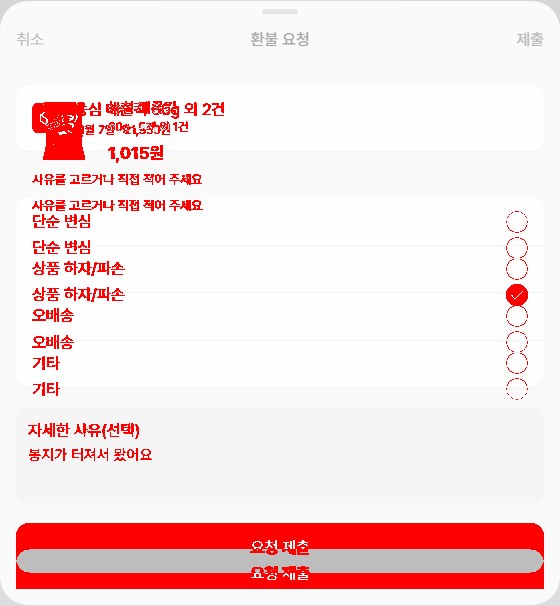 취소
환불 요청
제출
외 2건
1,015원
사유를 고르거나 직접 적어 주세요
사유를 고르거나 직접 적어 주세요
단순 변심
단순 변심
상품 하자/파손
상품 하자/파손
오배송
오배송
기타
기타
자세한 사유(선택)
봉지가 터져서 왔어요
요청 제출
요청 제출